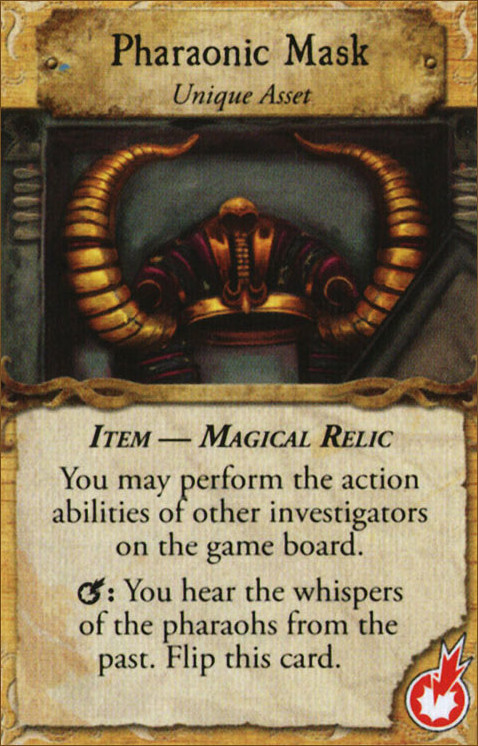 Pharaonic Mask
Unique Asset
Item — Magical Relic
You may perform the action
abilities of other investigators
on the game board.
: You hear the whispers
of the pharaohs from the
past. Flip this card.